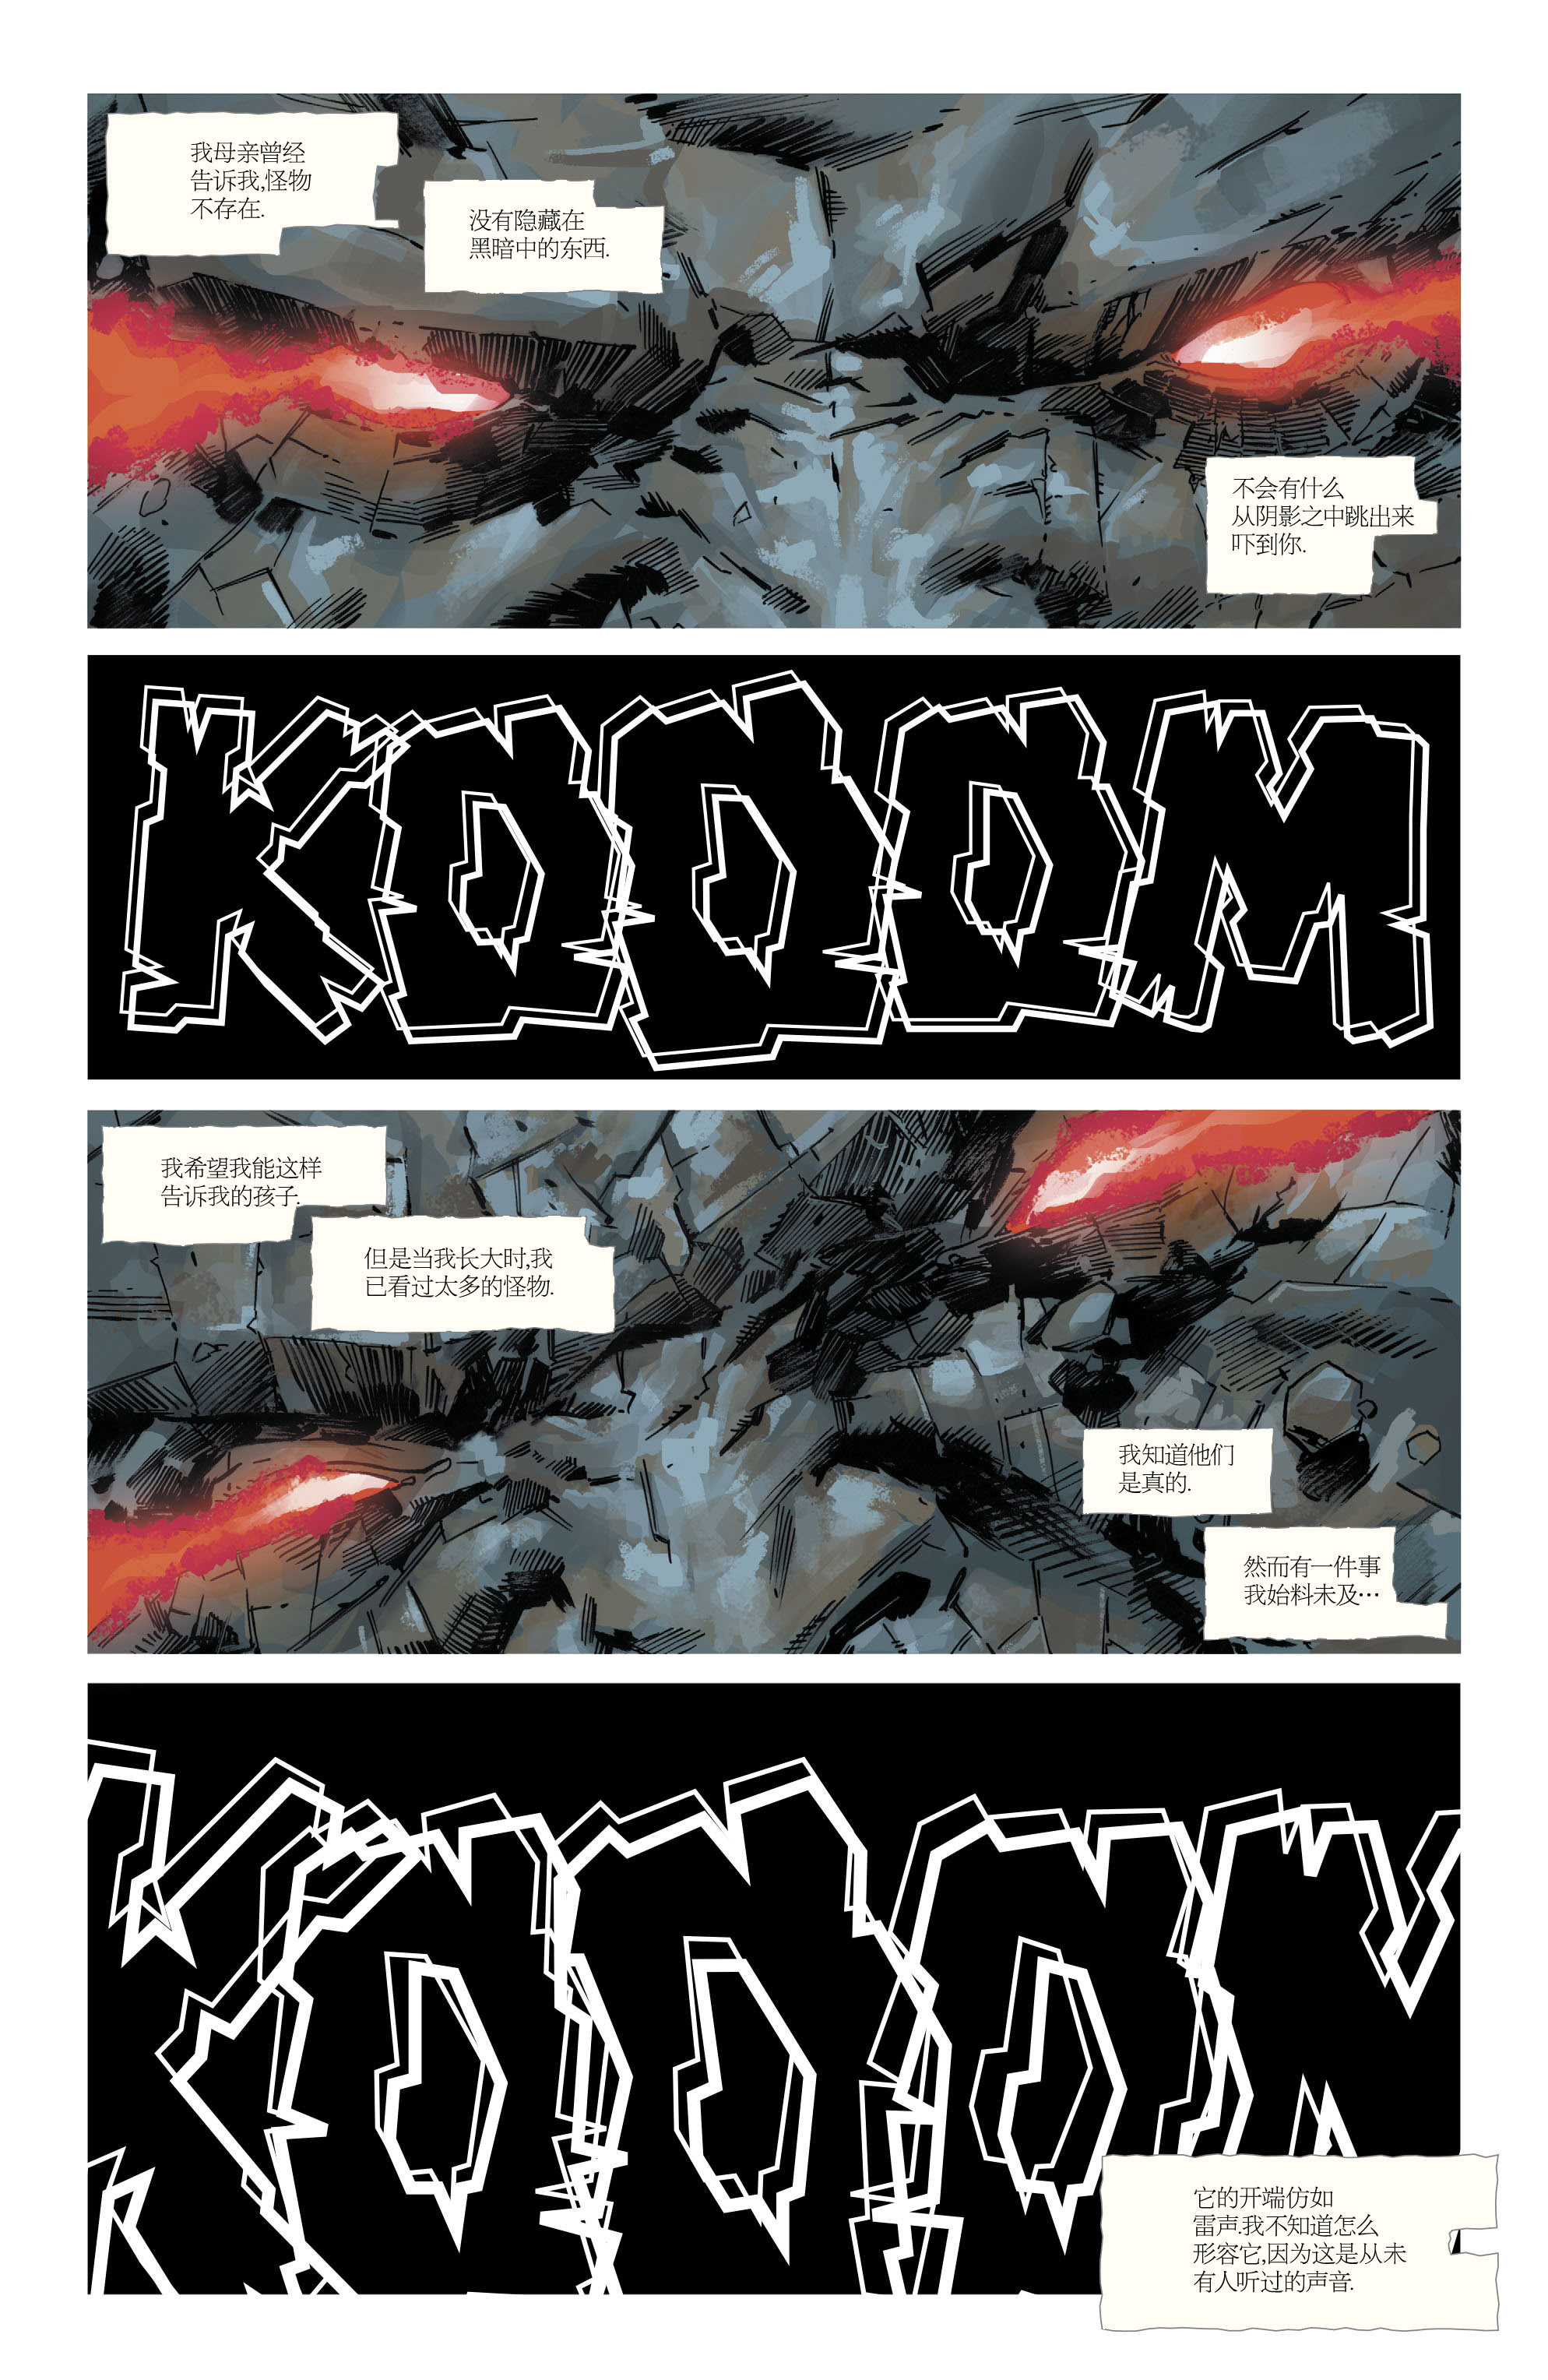 我母亲曾经
告诉我,怪物
不存在.
没有隐藏在
黑暗中的东西.
不会有什么
从阴影之中跳出来
吓到你.
KOOOM
我希望我能这样
告诉我的孩子.
但是当我长大时,我
已看过太多的怪物.
我知道他们
是真的.
然而有一件事
我始料未及…
KOOOM
它的开端仿如
雷声.我不知道怎么
形容它,因为这是从未
有人听过的声音.